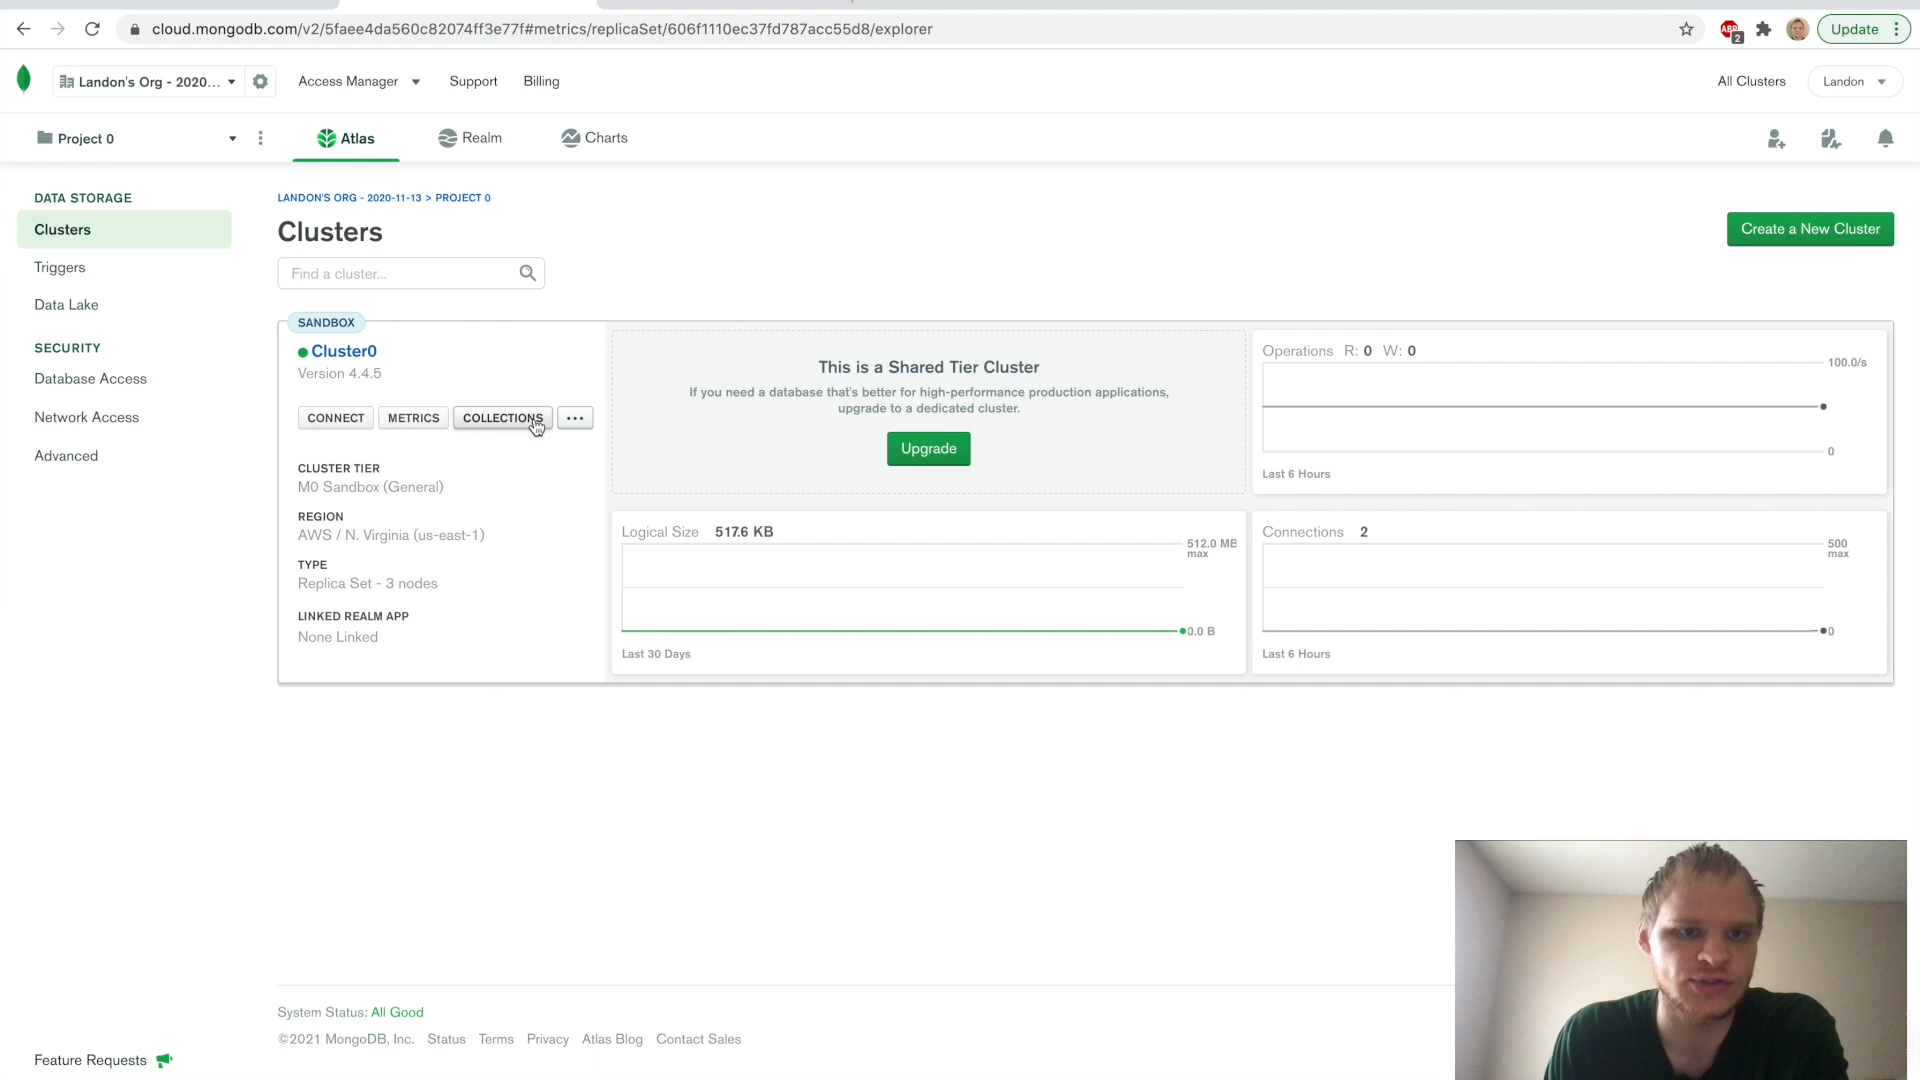 cloud.mongodb.com/v2/5faee4da560c82074ff3e77f#metrics/replicaSet/606f1110ec37fd787acc55d8/explorer
ABP
2
Update
Landon's Org - 2020...
Access Manager
Support
Billing
All Clusters
Landon
Project 0
Atlas
Realm
Charts
DATA STORAGE
Clusters
Triggers
Data Lake
SECURITY
Database Access
Network Access
Advanced
Feature Requests
LANDON'S ORG - 2020-11-13 > PROJECT 0
Clusters
Create a New Cluster
Find a cluster...
SANDBOX
Cluster0
Version 4.4.5
CONNECT
METRICS
COLLECTIONS
CLUSTER TIER
M0 Sandbox (General)
REGION
AWS / N. Virginia (us-east-1)
TYPE
Replica Set - 3 nodes
LINKED REALM APP
None Linked
This is a Shared Tier Cluster
If you need a database that's better for high-performance production applications,
upgrade to a dedicated cluster.
Upgrade
Operations R: 0 W: 0
100.0/s
0
Last 6 Hours
Logical Size 517.6 KB
512.0 MB
max
0.0 B
Last 30 Days
Connections 2
500
max
0
Last 6 Hours
System Status: All Good
©2021 MongoDB, Inc. Status Terms Privacy Atlas Blog Contact Sales